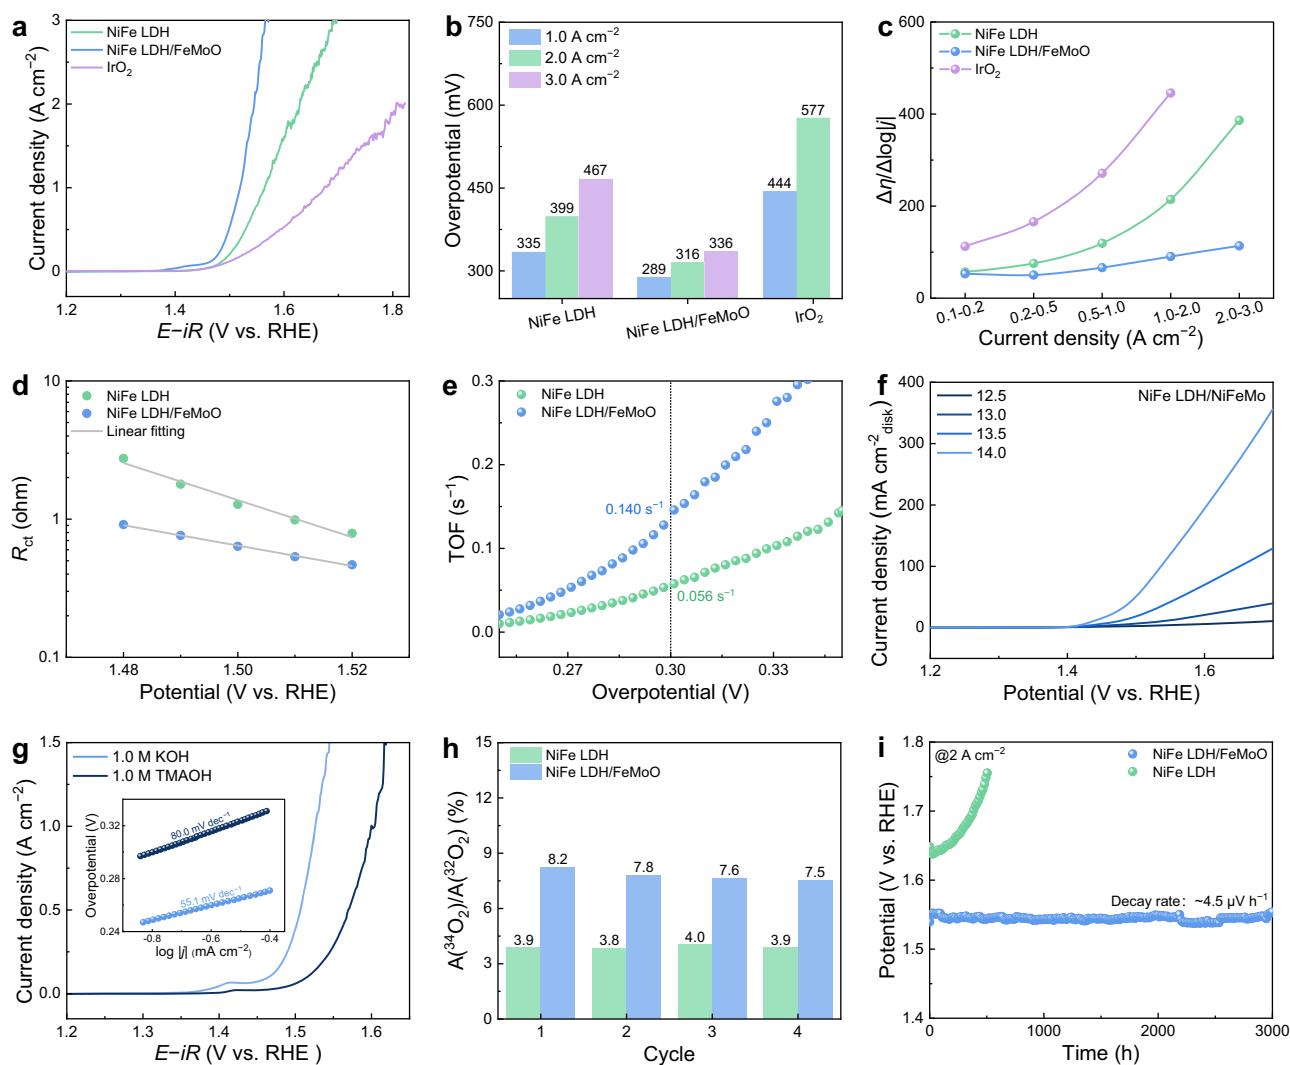 a
NiFe LDH
NiFe LDH/FeMoO
IrO₂
Current density (A cm⁻²)
3
2
1
0
1.2
1.4
1.6
1.8
E−iR (V vs. RHE)
b
1.0 A cm⁻²
2.0 A cm⁻²
3.0 A cm⁻²
Overpotential (mV)
750
600
450
300
335
399
467
289
316
336
444
577
NiFe LDH
NiFe LDH/FeMoO
IrO₂
c
NiFe LDH
NiFe LDH/FeMoO
IrO₂
Δη/Δlog|j|
600
400
200
0
0.1-0.2
0.2-0.5
0.5-1.0
1.0-2.0
2.0-3.0
Current density (A cm⁻²)
d
NiFe LDH
NiFe LDH/FeMoO
Linear fitting
R_ct (ohm)
10
1
0.1
1.48
1.50
1.52
Potential (V vs. RHE)
e
NiFe LDH
NiFe LDH/FeMoO
TOF (s⁻¹)
0.3
0.2
0.1
0.0
0.140 s⁻¹
0.056 s⁻¹
0.27
0.30
0.33
Overpotential (V)
f
12.5
13.0
13.5
14.0
NiFe LDH/NiFeMo
Current density (mA cm⁻²_disk)
400
300
200
100
0
1.2
1.4
1.6
Potential (V vs. RHE)
g
1.0 M KOH
1.0 M TMAOH
Current density (A cm⁻²)
1.5
1.0
0.5
0.0
Overpotential (V)
0.32
0.28
0.24
80.0 mV dec⁻¹
55.1 mV dec⁻¹
-0.8
-0.6
-0.4
log |j| (mA cm⁻²)
1.2
1.3
1.4
1.5
1.6
E−iR (V vs. RHE )
h
NiFe LDH
NiFe LDH/FeMoO
A(³⁴O₂)/A(³²O₂) (%)
15
12
9
6
3
0
3.9
8.2
3.8
7.8
4.0
7.6
3.9
7.5
1
2
3
4
Cycle
i
@2 A cm⁻²
NiFe LDH/FeMoO
NiFe LDH
Potential (V vs. RHE)
1.8
1.7
1.6
1.5
1.4
Decay rate: ~4.5 μV h⁻¹
0
1000
2000
3000
Time (h)